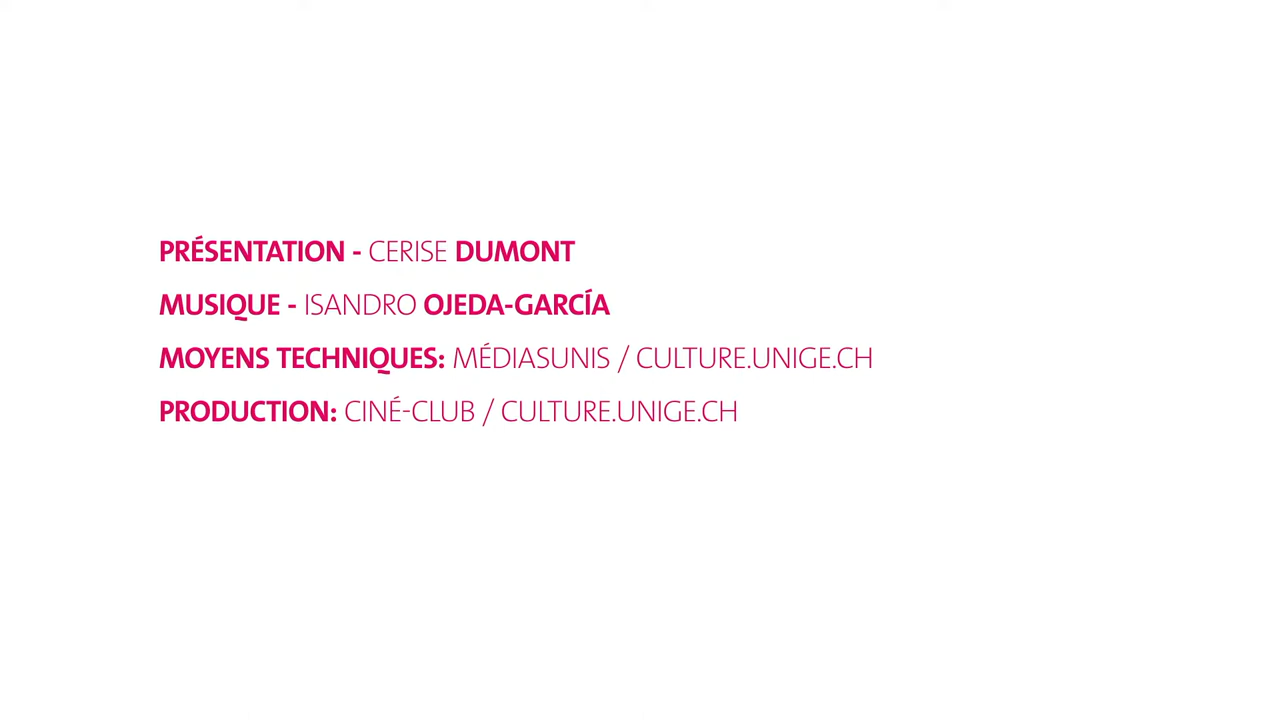 PRÉSENTATION - CERISE DUMONT
MUSIQUE - ISANDRO OJEDA-GARCÍA
MOYENS TECHNIQUES: MÉDIASUNIS / CULTURE.UNIGE.CH
PRODUCTION: CINÉ-CLUB / CULTURE.UNIGE.CH